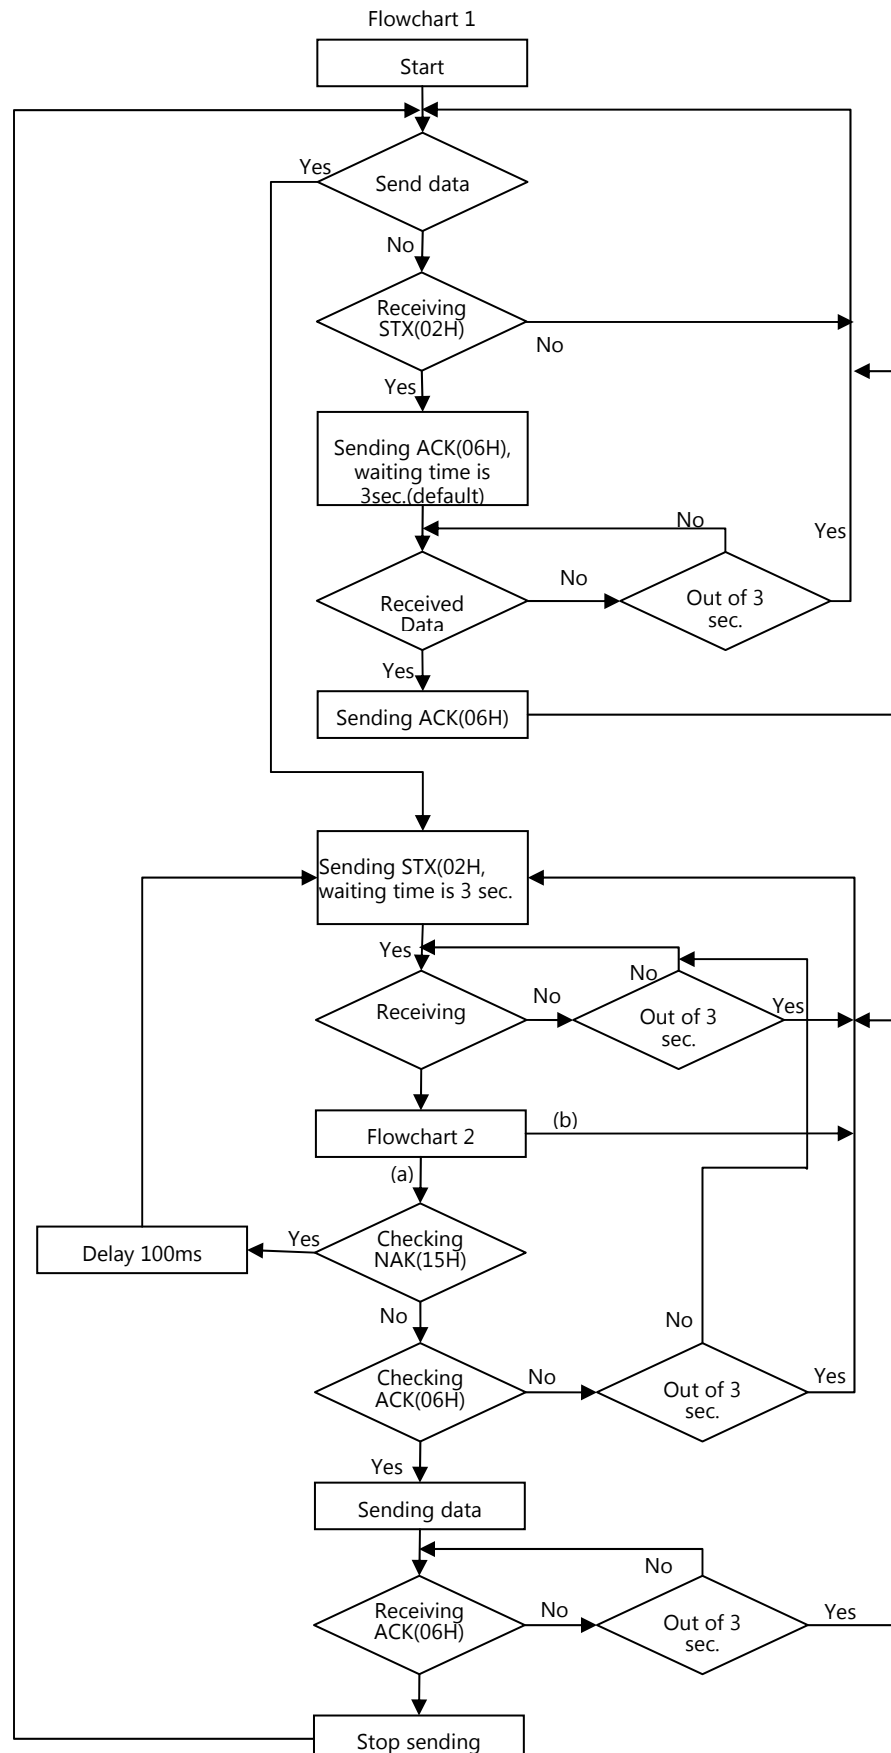 Flowchart 1
Start
Yes
Send data
No
Receiving
STX(02H)
No
Yes
Sending ACK(06H),
waiting time is
3sec.(default)
No
Yes
No
Out of 3
sec.
Received
Data
Yes
Sending ACK(06H)
Sending STX(02H,
waiting time is 3 sec.
Yes
No
No
Yes
Receiving
Out of 3
sec.
(b)
Flowchart 2
(a)
Yes
Checking
NAK(15H)
Delay 100ms
No
No
Checking
ACK(06H)
No
Out of 3
sec.
Yes
Yes
Sending data
No
Receiving
ACK(06H)
No
Out of 3
sec.
Yes
Stop sending